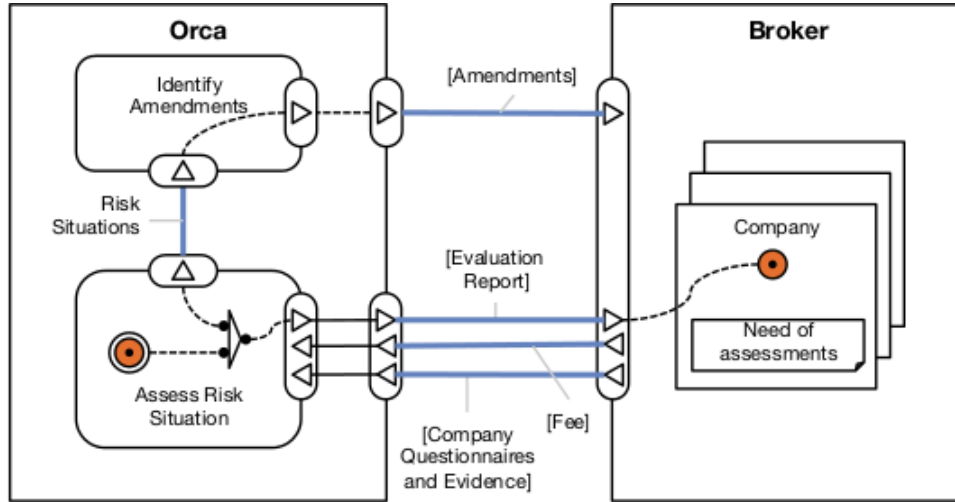 Orca
Broker
Identify
Amendments
[Amendments]
Risk
Situations
Company
[Evaluation
Report]
Need of
assessments
Assess Risk
Situation
[Fee]
[Company
Questionnaires
and Evidence]